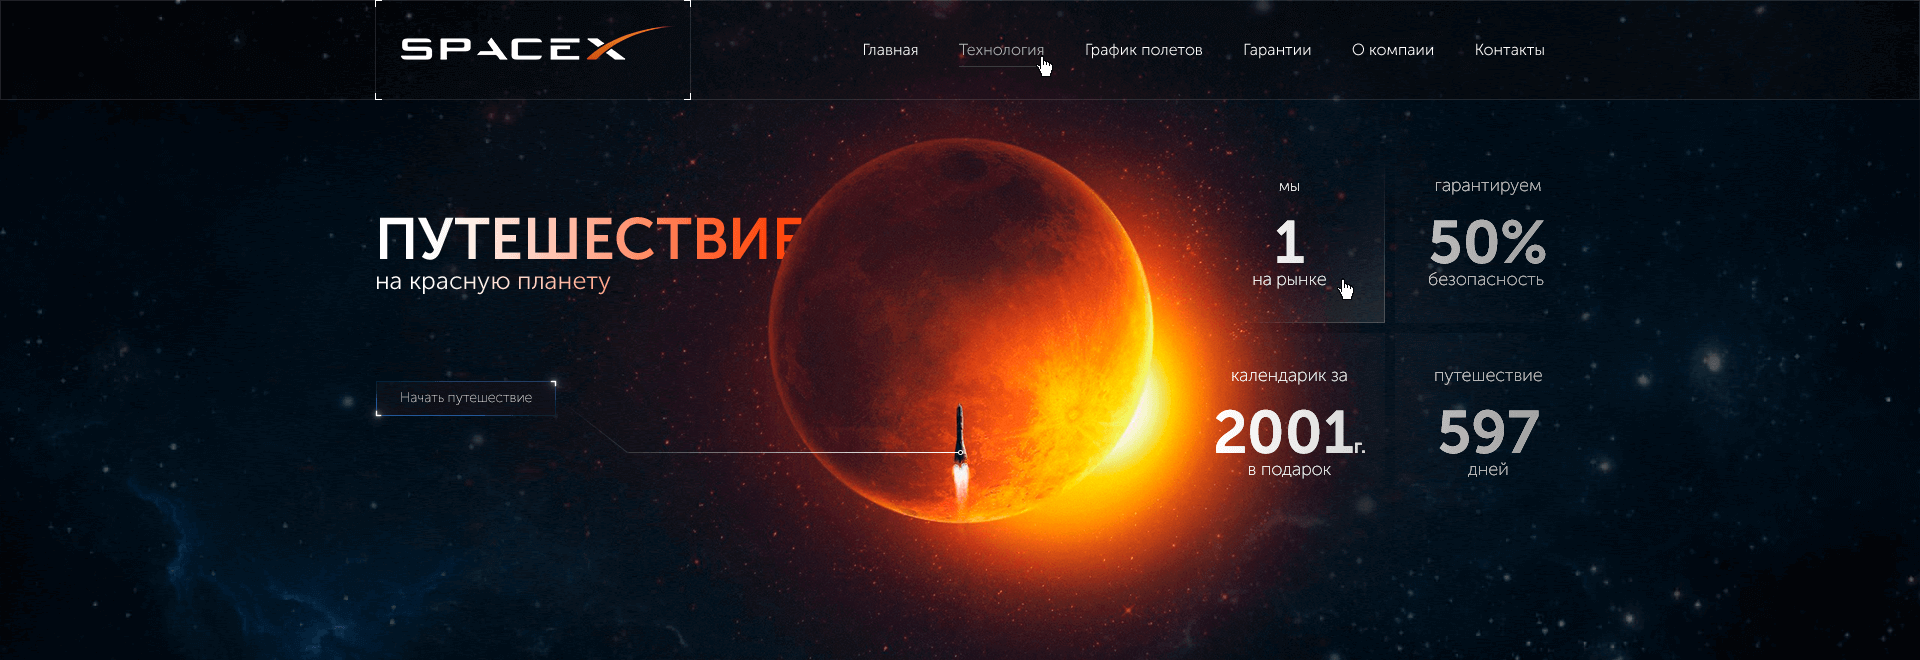 SPACEX
Главная Технология График полетов Гарантии О компаии Контакты
ПУТЕШЕСТВИЕ
на красную планету
Начать путешествие
мы
1
на рынке
гарантируем
50%
безопасность
календарик за
2001г.
в подарок
путешествие
597
дней